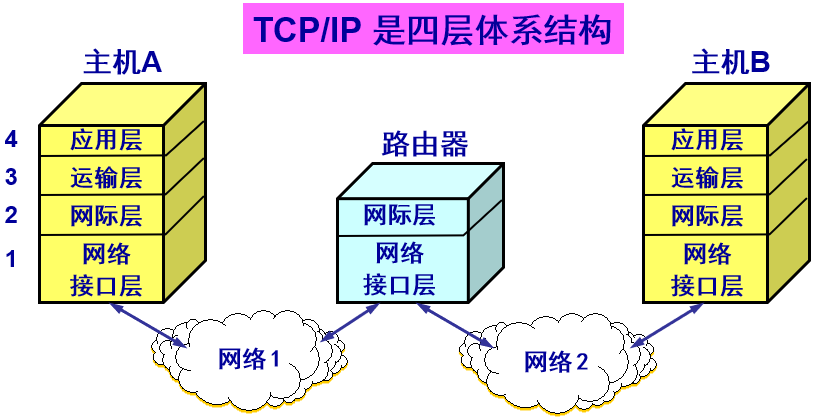 TCP/IP 是四层体系结构
主机A
主机B
路由器
4
应用层
3
运输层
2
网际层
1
网络
接口层
网际层
网络
接口层
应用层
运输层
网际层
网络
接口层
网络1
网络2